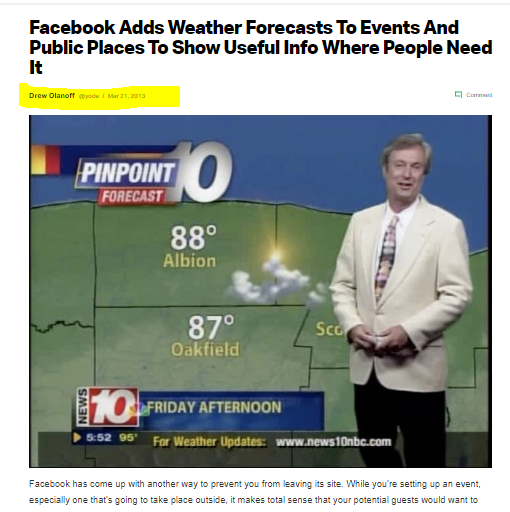 Facebook Adds Weather Forecasts To Events And
Public Places To Show Useful Info Where People Need
It
Drew Olanoff @yoda / Mar 21, 2013
Comment
PINPOINT 10
FORECAST
88°
Albion
87°
Oakfield
Sco
NEWS 10
FRIDAY AFTERNOON
5:52 95° For Weather Updates: www.news10nbc.com
Facebook has come up with another way to prevent you from leaving its site. While you're setting up an event,
especially one that's going to take place outside, it makes total sense that your potential guests would want to